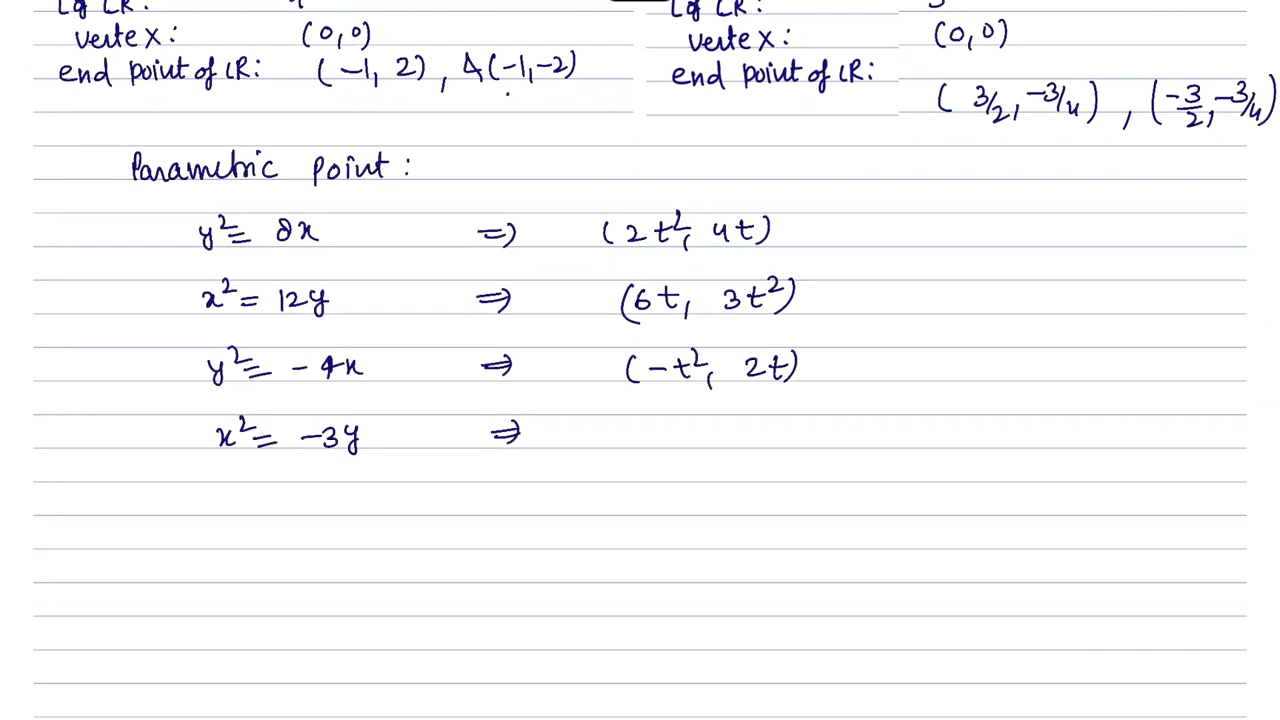 vertex: (0,0)
end point of LR: (-1, 2), & (-1,-2)
vertex: (0,0)
end point of LR:
(3/2, -3/4), (-3/2, -3/4)
Parametric point:
y² = 8x ⇒ (2t², 4t)
x² = 12y ⇒ (6t, 3t²)
y² = -4x ⇒ (-t², 2t)
x² = -3y ⇒